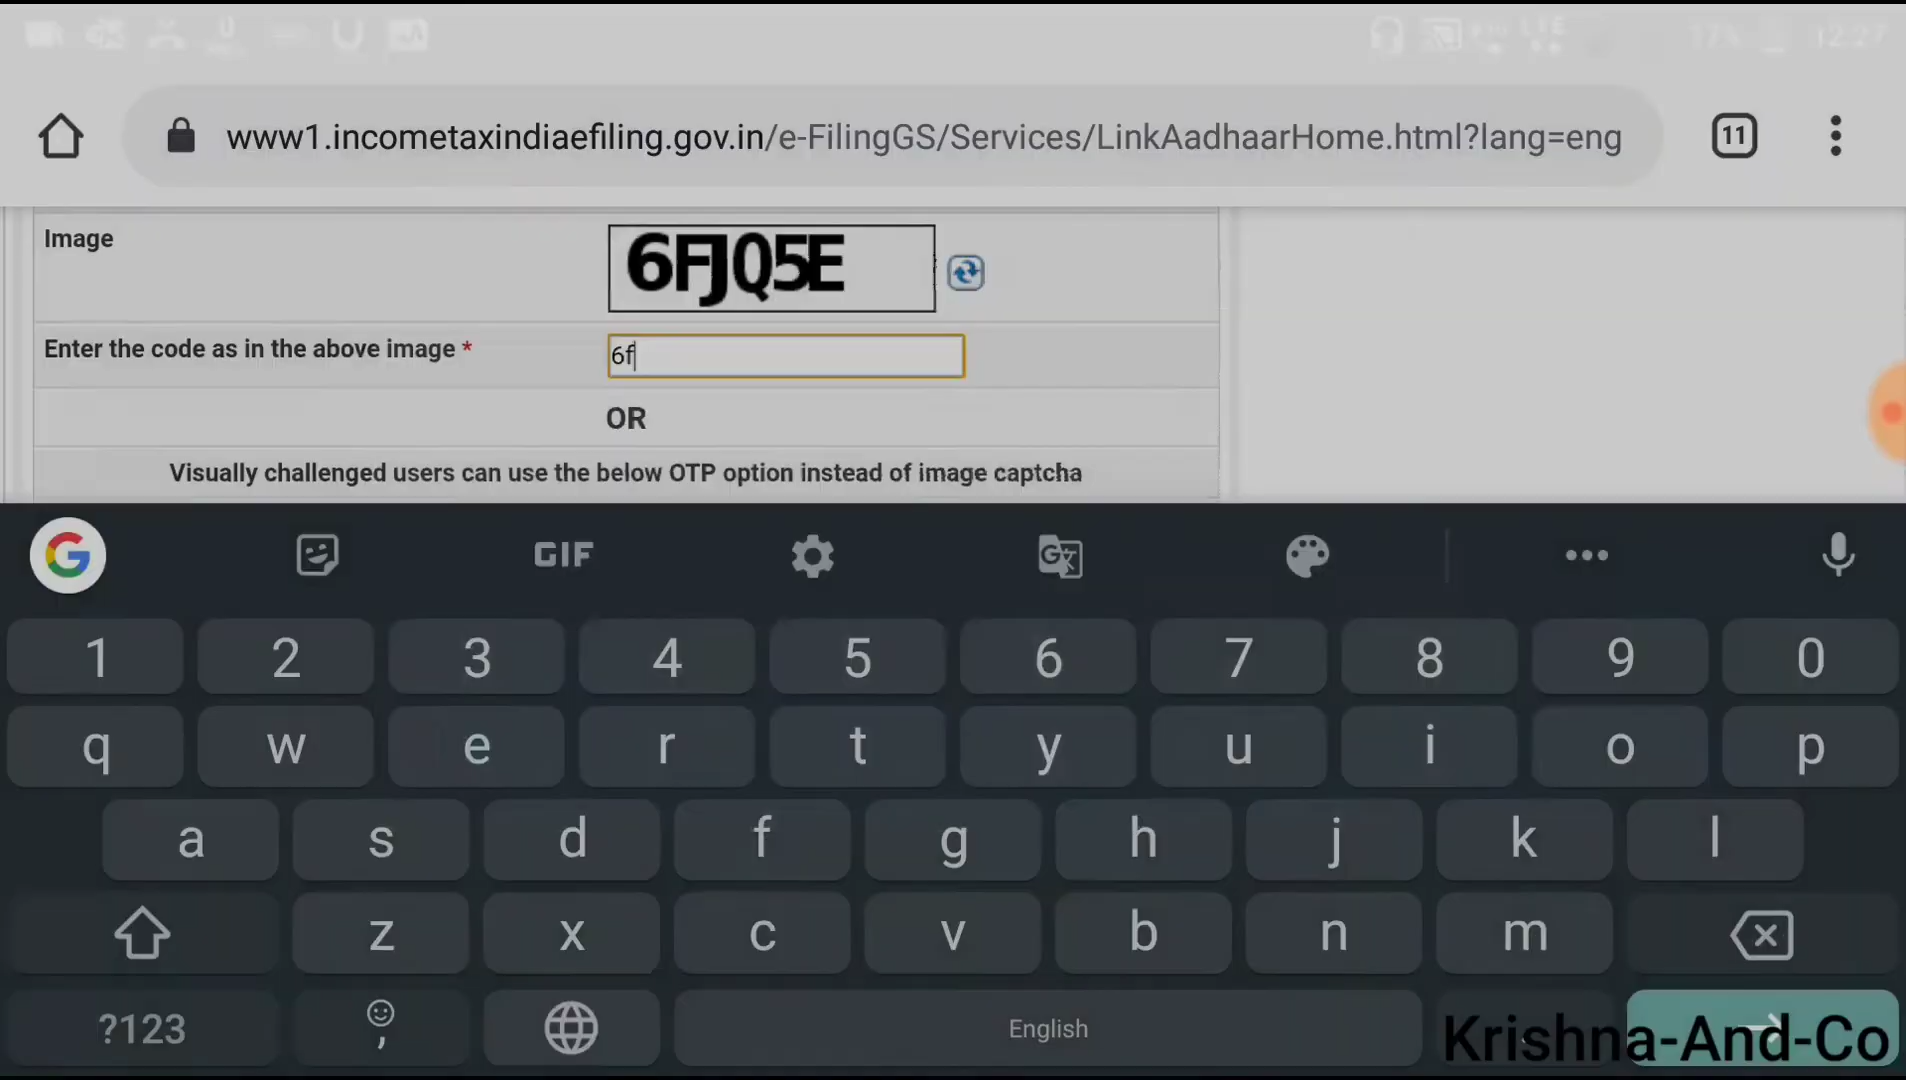 www1.incometaxindiaefiling.gov.in/e-FilingGS/Services/LinkAadhaarHome.html?lang=eng
11
Image
6FJQ5E
Enter the code as in the above image *
6f
OR
Visually challenged users can use the below OTP option instead of image captcha
G GIF
1 2 3 4 5 6 7 8 9 0
q w e r t y u i o p
a s d f g h j k l
z x c v b n m
?123 , English
Krishna-And-Co